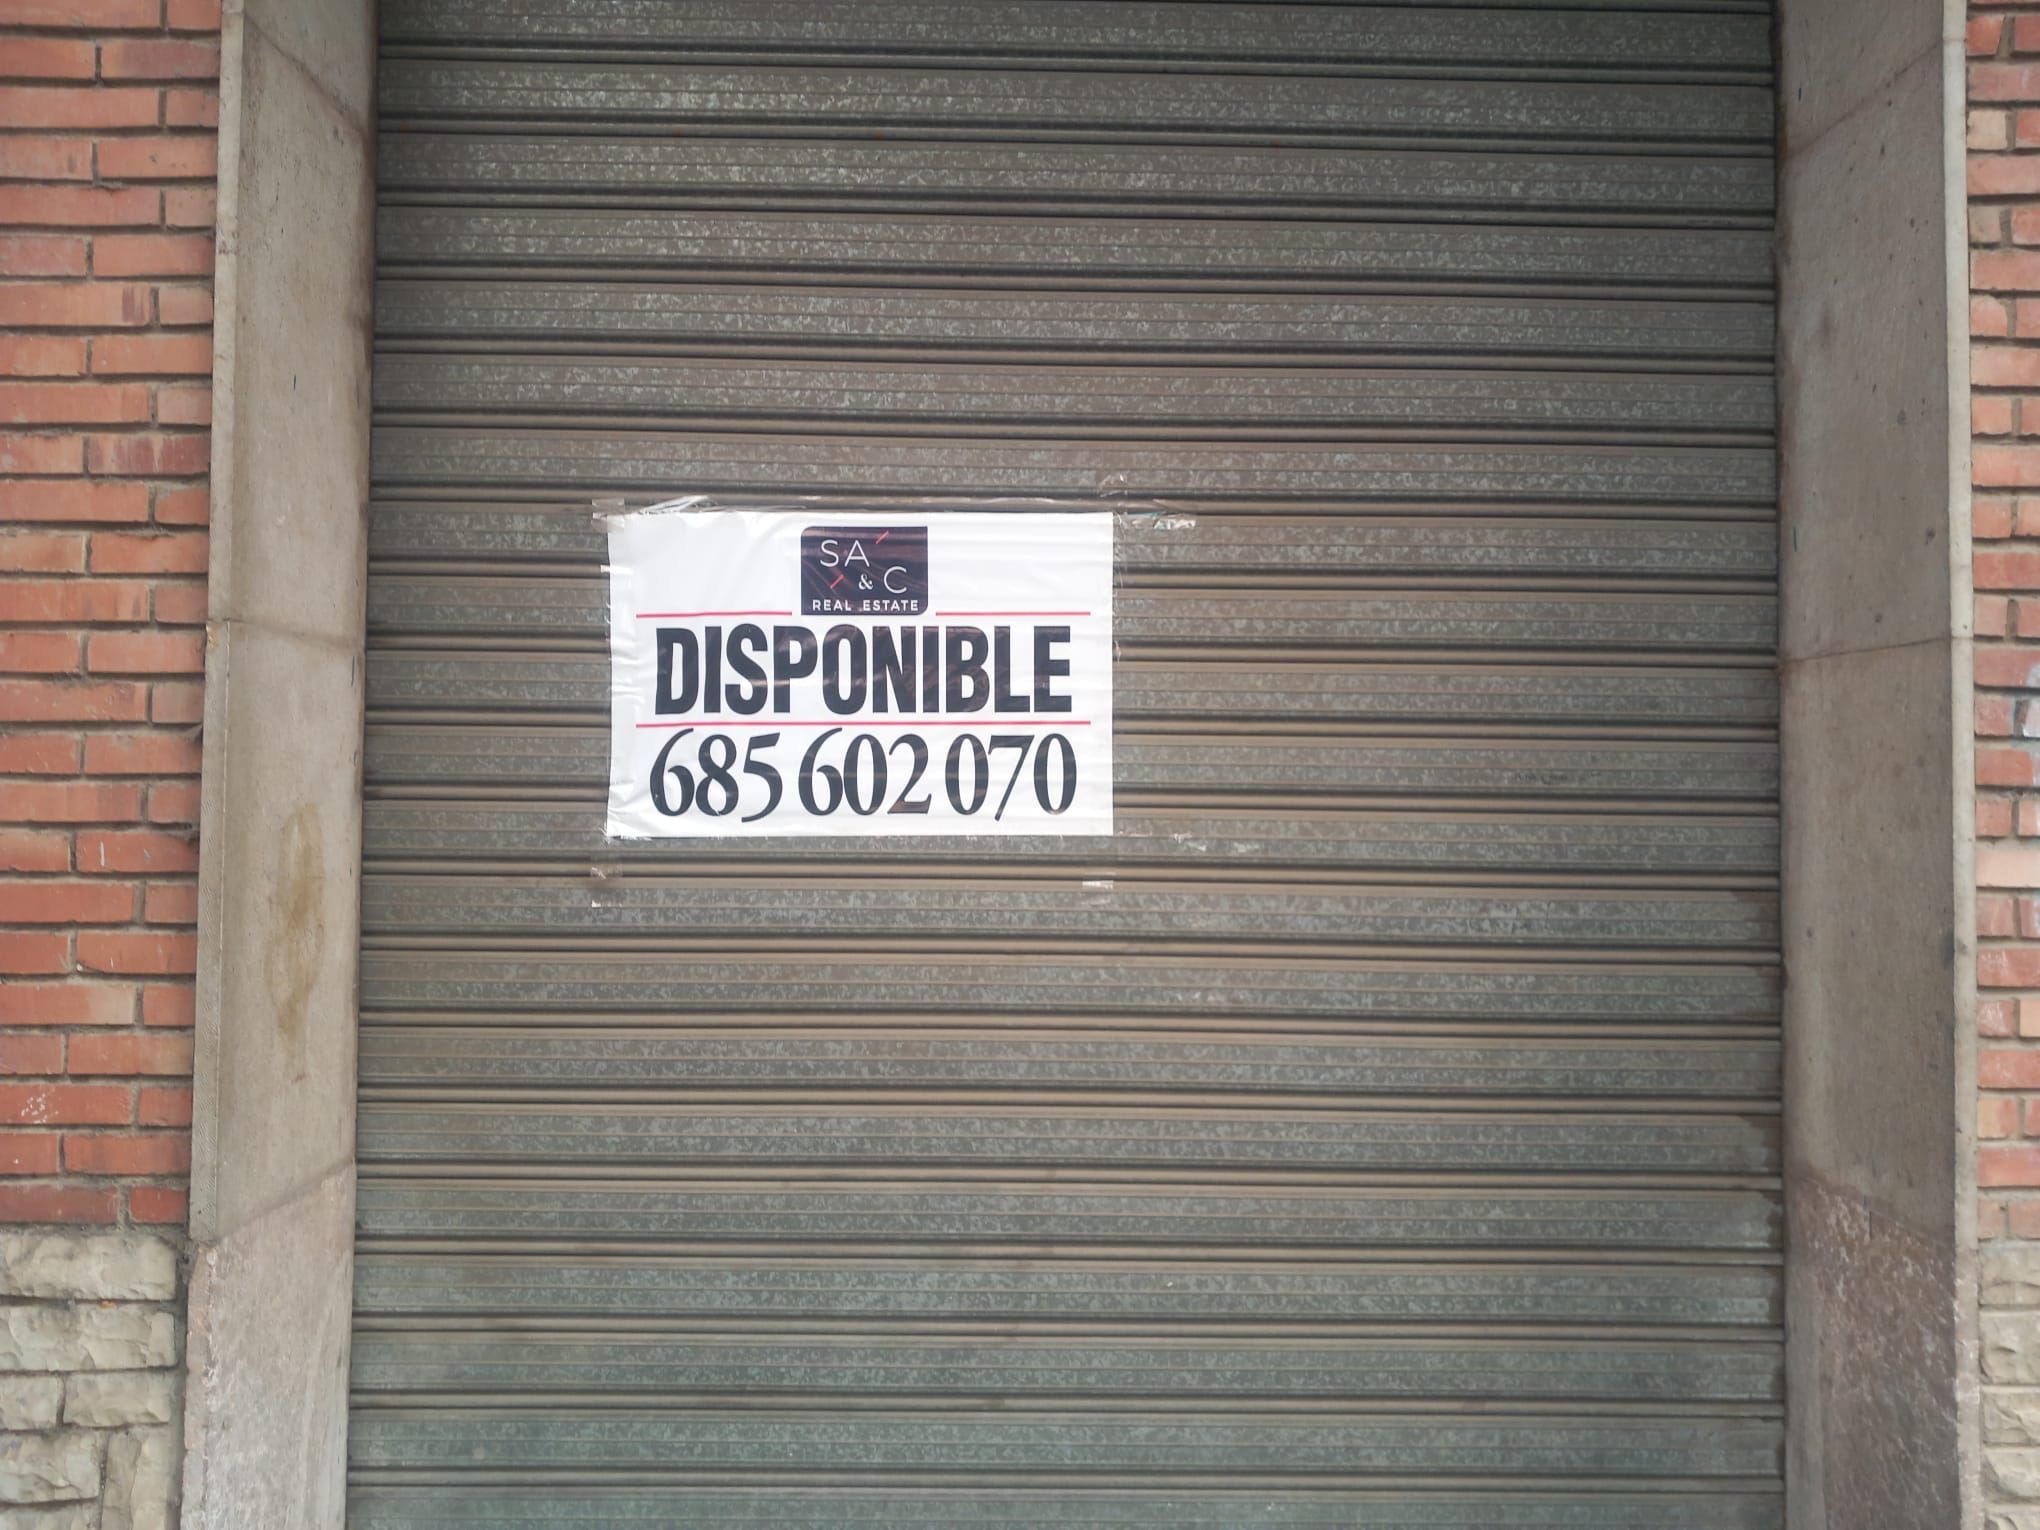 SA
& C
REAL ESTATE
DISPONIBLE
685 602 070